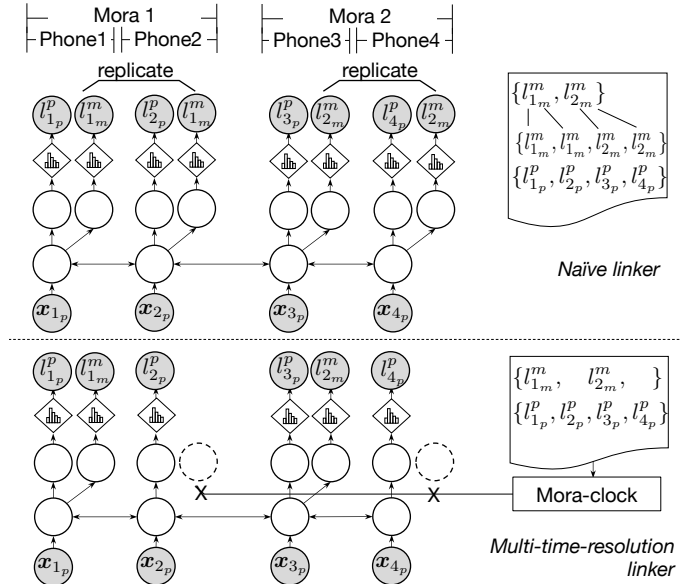 Mora 1 Mora 2
Phone1 Phone2 Phone3 Phone4
replicate replicate
l^p_{1_p} l^m_{1_m} l^p_{2_p} l^m_{1_m} l^p_{3_p} l^m_{2_m} l^p_{4_p} l^m_{2_m}
{l^m_{1_m}, l^m_{2_m}}
{l^m_{1_m}, l^m_{1_m}, l^m_{2_m}, l^m_{2_m}}
{l^p_{1_p}, l^p_{2_p}, l^p_{3_p}, l^p_{4_p}}
Naïve linker
x_{1_p} x_{2_p} x_{3_p} x_{4_p}
l^p_{1_p} l^m_{1_m} l^p_{2_p} l^p_{3_p} l^m_{2_m} l^p_{4_p}
{l^m_{1_m}, l^m_{2_m}, }
{l^p_{1_p}, l^p_{2_p}, l^p_{3_p}, l^p_{4_p}}
X X Mora-clock
x_{1_p} x_{2_p} x_{3_p} x_{4_p}
Multi-time-resolution
linker